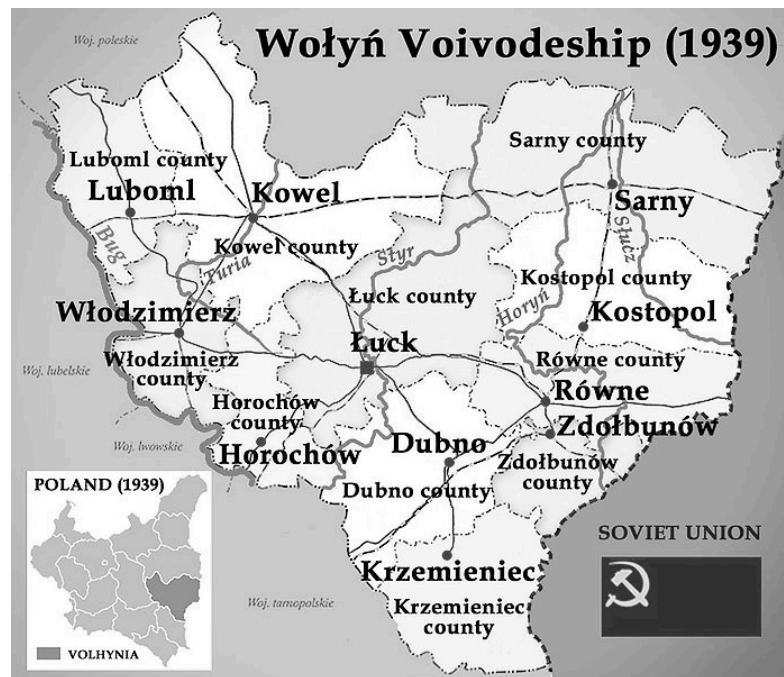 Woj. poleskie
Wołyń Voivodeship (1939)
Sarny county
Luboml county
Luboml
Kowel
Sarny
Bug
Turia
Kowel county
Styr
Słucz
Kostopol county
Horyń
Łuck county
Włodzimierz
Kostopol
Łuck
Włodzimierz
county
Równe county
Woj. lubelskie
Horochów
county
Równe
Zdołbunów
Woj. lwowskie
Horochów
Dubno
Zdołbunów
county
Dubno county
POLAND (1939)
SOVIET UNION
Krzemieniec
Woj. tarnopolskie
Krzemieniec
county
VOLHYNIA